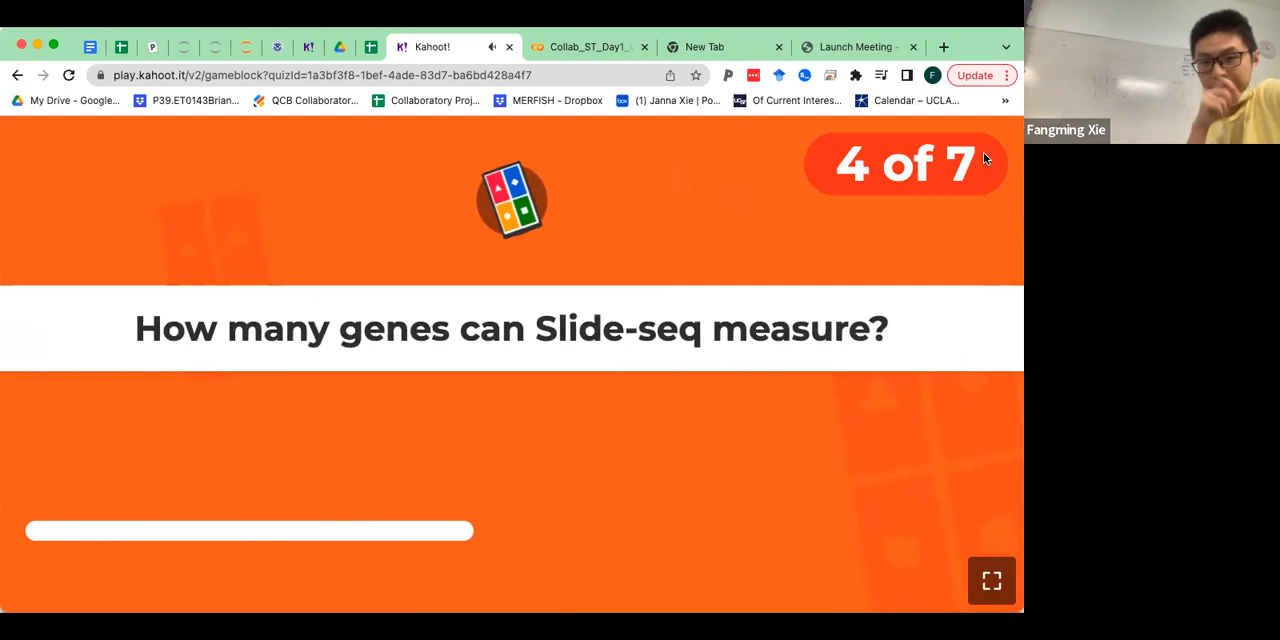 Kahoot!
Collab_ST_Day1_
New Tab
Launch Meeting -
play.kahoot.it/v2/gameblock?quizId=1a3bf3f8-1bef-4ade-83d7-ba6bd428a4f7
F
Update
My Drive - Google...
P39.ET0143Brian...
QCB Collaborator...
Collaboratory Proj...
MERFISH - Dropbox
(1) Janna Xie | Po...
Of Current Interes...
Calendar – UCLA...
Fangming Xie
4 of 7
How many genes can Slide-seq measure?